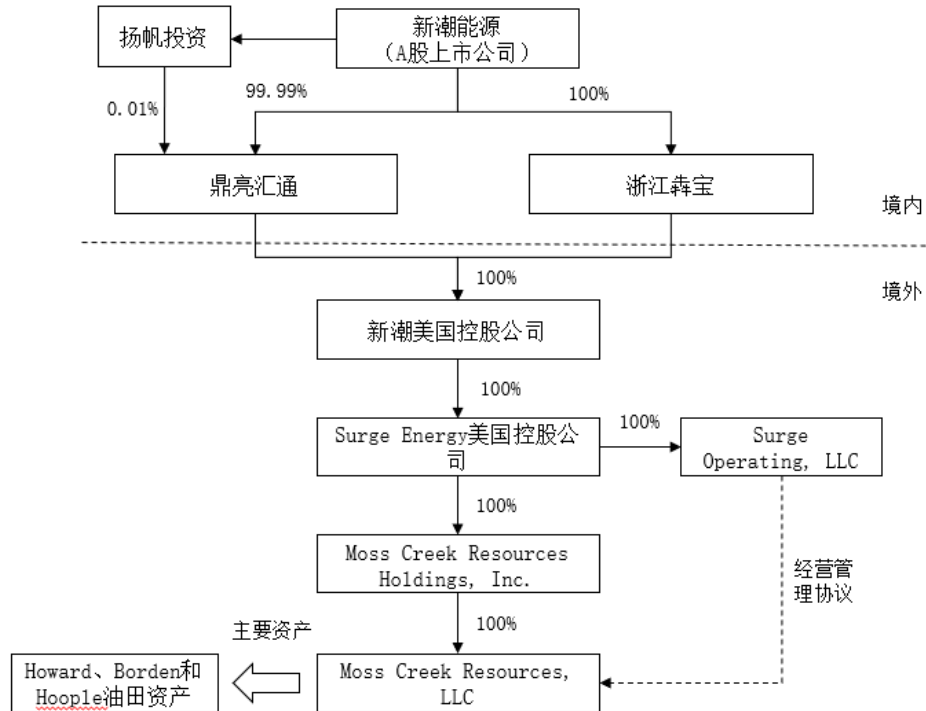 扬帆投资
新潮能源
（A股上市公司）
99.99%
100%
0.01%
鼎亮汇通
浙江犇宝
境内
100%
境外
新潮美国控股公司
100%
Surge Energy美国控股公
司
100%
Surge
Operating, LLC
100%
Moss Creek Resources
Holdings, Inc.
经营管
理协议
100%
主要资产
Howard、Borden和
Hoople油田资产
Moss Creek Resources,
LLC